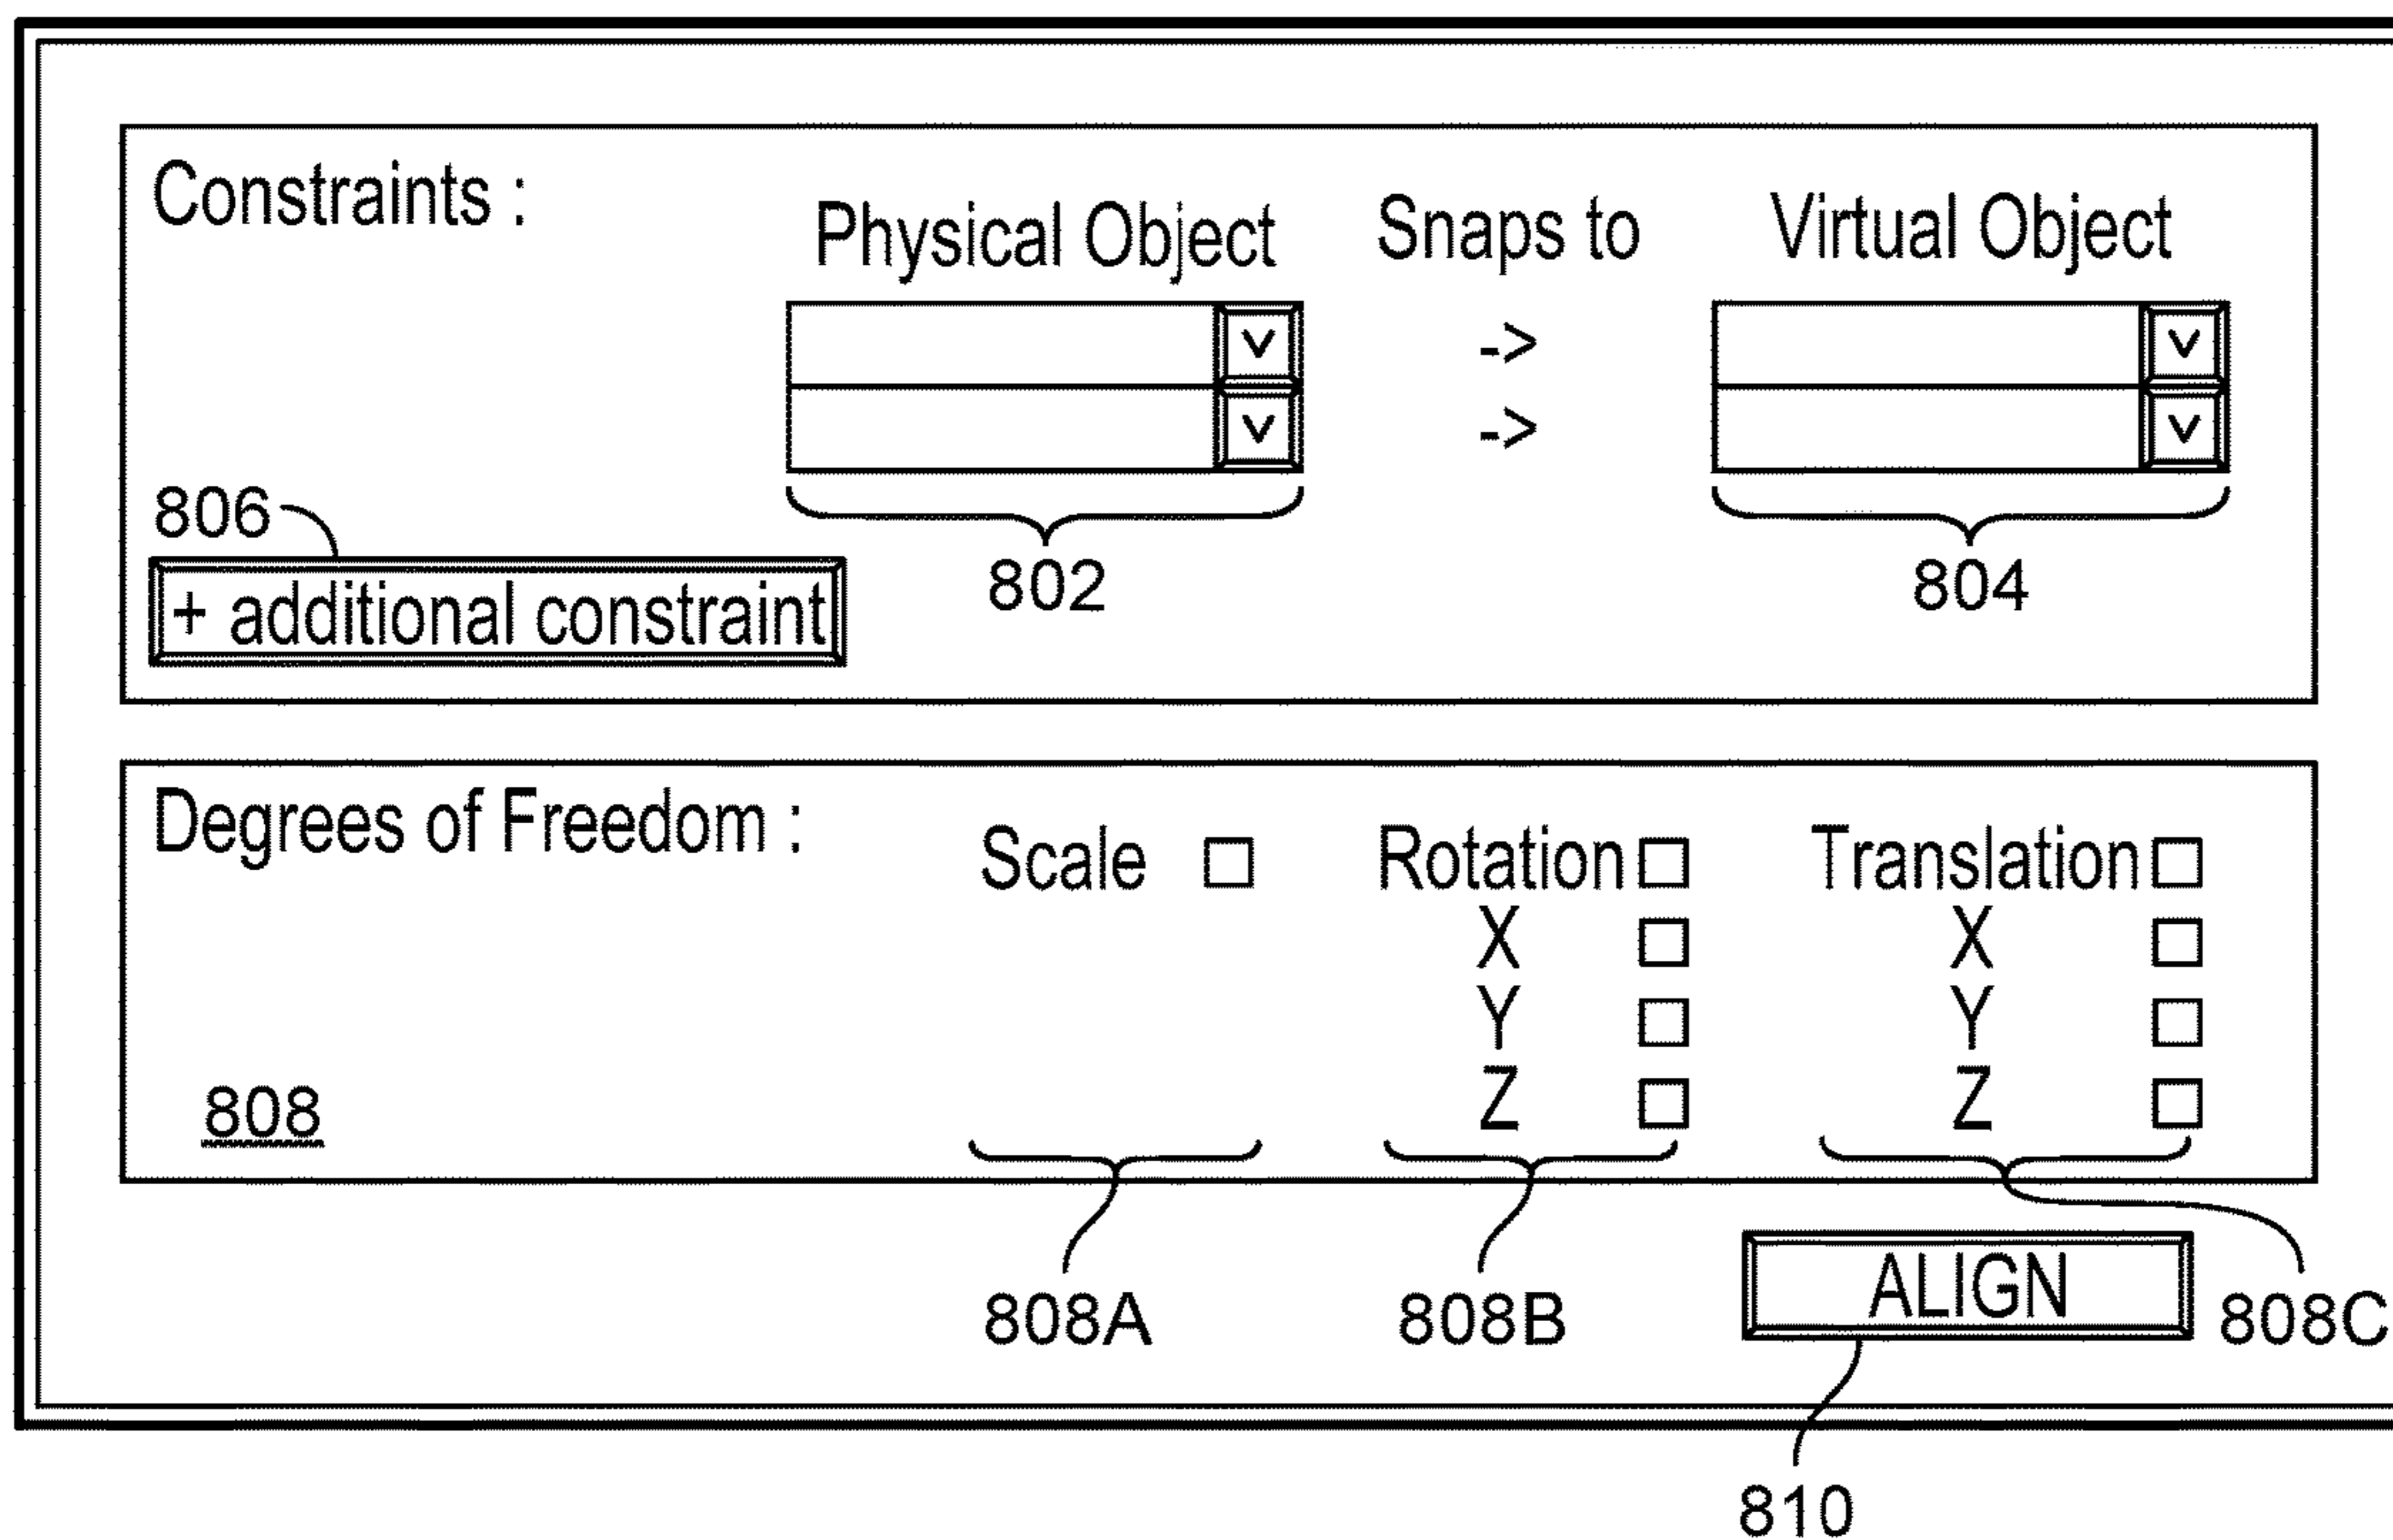 Constraints :
Physical Object Snaps to Virtual Object
v -> v
v -> v
806
802 804
+ additional constraint
Degrees of Freedom :
Scale Rotation Translation
X X
Y Y
Z Z
808
808A 808B ALIGN 808C
810